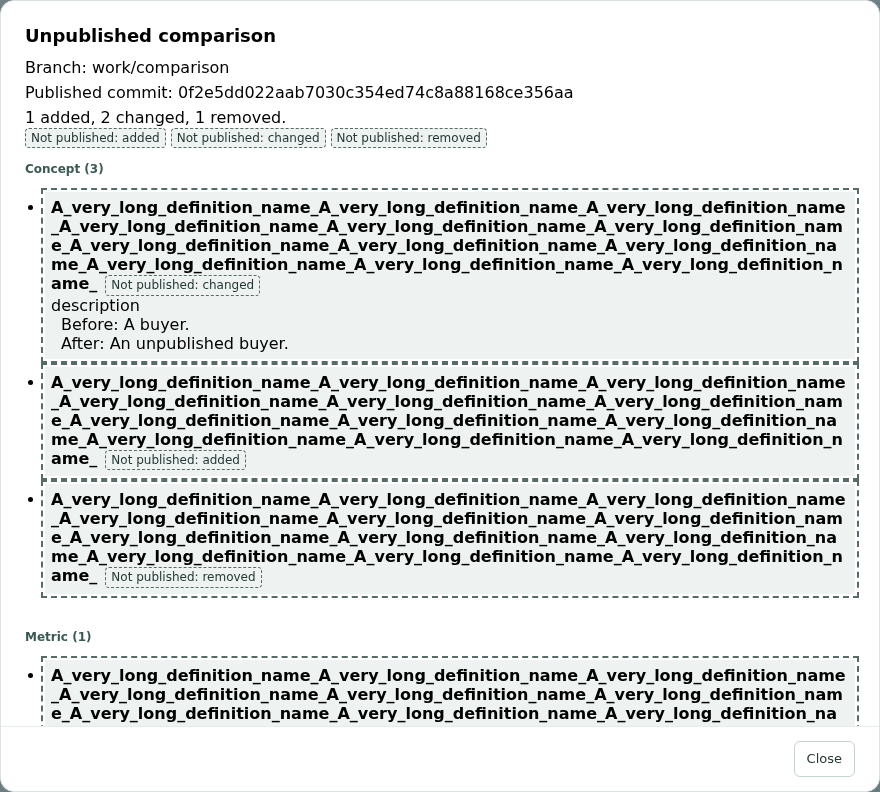 Unpublished comparison
Branch: work/comparison
Published commit: 0f2e5dd022aab7030c354ed74c8a88168ce356aa
1 added, 2 changed, 1 removed.
Not published: added Not published: changed Not published: removed
Concept (3)
A_very_long_definition_name_A_very_long_definition_name_A_very_long_definition_name
_A_very_long_definition_name_A_very_long_definition_name_A_very_long_definition_nam
e_A_very_long_definition_name_A_very_long_definition_name_A_very_long_definition_na
me_A_very_long_definition_name_A_very_long_definition_name_A_very_long_definition_n
ame_ Not published: changed
description
Before: A buyer.
After: An unpublished buyer.
A_very_long_definition_name_A_very_long_definition_name_A_very_long_definition_name
_A_very_long_definition_name_A_very_long_definition_name_A_very_long_definition_nam
e_A_very_long_definition_name_A_very_long_definition_name_A_very_long_definition_na
me_A_very_long_definition_name_A_very_long_definition_name_A_very_long_definition_n
ame_ Not published: added
A_very_long_definition_name_A_very_long_definition_name_A_very_long_definition_name
_A_very_long_definition_name_A_very_long_definition_name_A_very_long_definition_nam
e_A_very_long_definition_name_A_very_long_definition_name_A_very_long_definition_na
me_A_very_long_definition_name_A_very_long_definition_name_A_very_long_definition_n
ame_ Not published: removed
Metric (1)
A_very_long_definition_name_A_very_long_definition_name_A_very_long_definition_name
_A_very_long_definition_name_A_very_long_definition_name_A_very_long_definition_nam
e_A_very_long_definition_name_A_very_long_definition_name_A_very_long_definition_na
Close